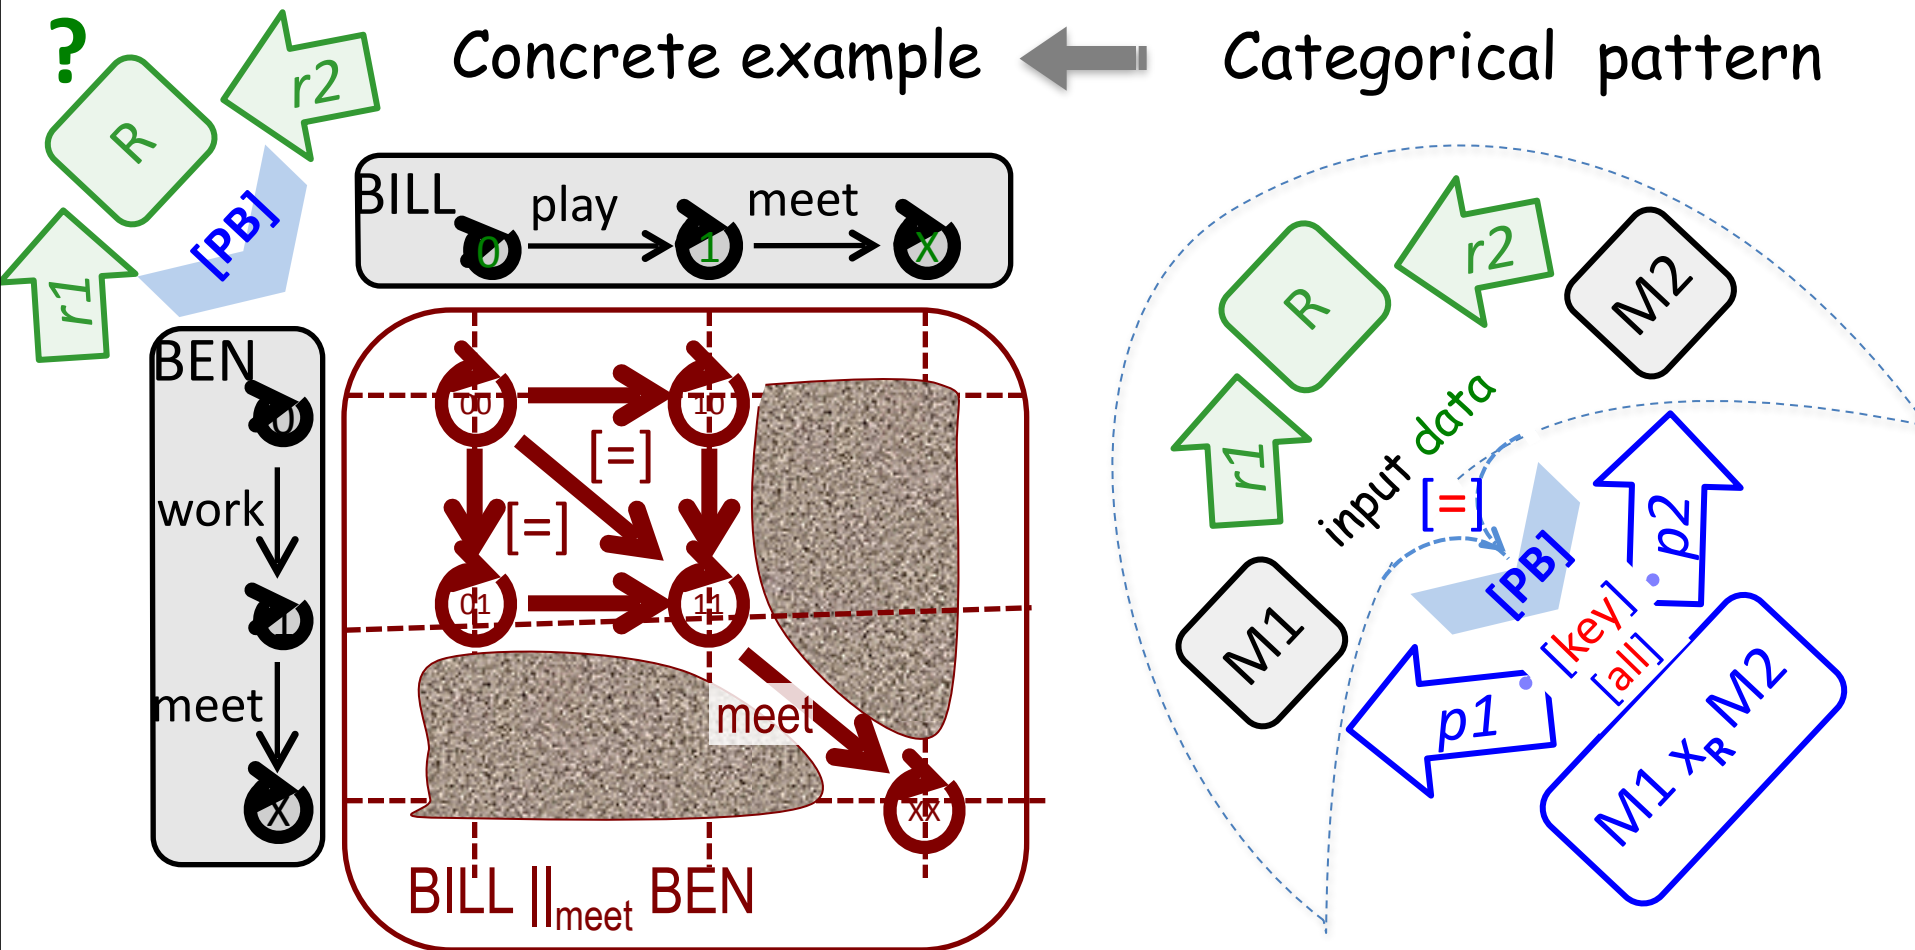 ?
Concrete example
Categorical pattern
R
r2
[PB]
r1
BILL
play
meet
0
1
X
BEN
0
work
1
meet
X
00
10
[=]
[=]
01
11
meet
XX
BILL ||meet BEN
R
r2
M2
r1
input data
[=]
[PB]
p2
M1
[key]
[all]
p1
M1 XR M2